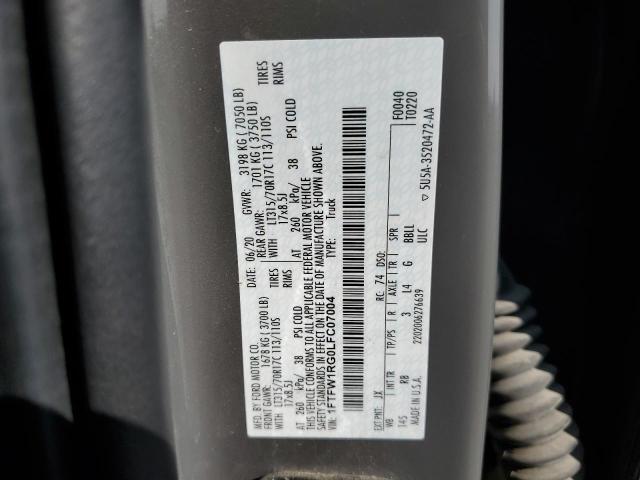 MFD. BY FORD MOTOR CO.
DATE: 06/20 GVWR: 3198 KG ( 7050 LB)
FRONT GAWR: 1678 KG ( 3700 LB) REAR GAWR: 1701 KG ( 3750 LB)
WITH LT315/70R17C 113/110S TIRES WITH LT315/70R17C 113/110S TIRES
17x8.5J RIMS 17x8.5J RIMS
AT 260 kPa/ 38 PSI COLD AT 260 kPa/ 38 PSI COLD
THIS VEHICLE CONFORMS TO ALL APPLICABLE FEDERAL MOTOR VEHICLE
SAFETY STANDARDS IN EFFECT ON THE DATE OF MANUFACTURE SHOWN ABOVE.
VIN: 1FTFW1RG0LFC07004 TYPE: Truck
F0040
T0220
EXT PNT: JX RC: 74 DSO:
WB INT TR TP/PS R AXLE TR SPR
145 RB 3 L4 G BBLL
ULC
MADE IN U.S.A. 2202006276639
▽ 5U5A-3520472-AA